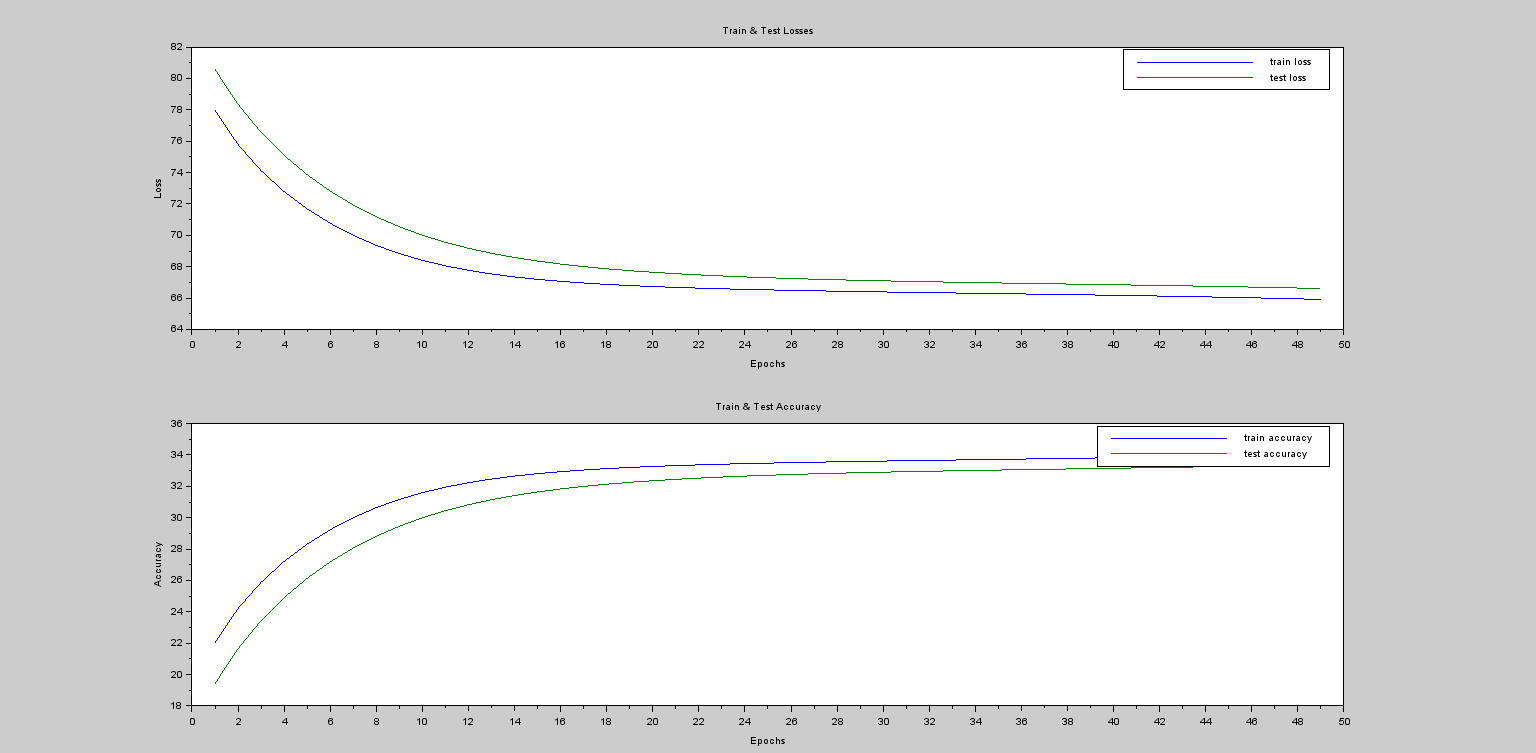 Train & Test Losses
82
80
78
76
74
72
70
68
66
64
Loss
train loss
test loss
0 2 4 6 8 10 12 14 16 18 20 22 24 26 28 30 32 34 36 38 40 42 44 46 48 50
Epochs
Train & Test Accuracy
36
34
32
30
28
26
24
22
20
18
Accuracy
train accuracy
test accuracy
0 2 4 6 8 10 12 14 16 18 20 22 24 26 28 30 32 34 36 38 40 42 44 46 48 50
Epochs